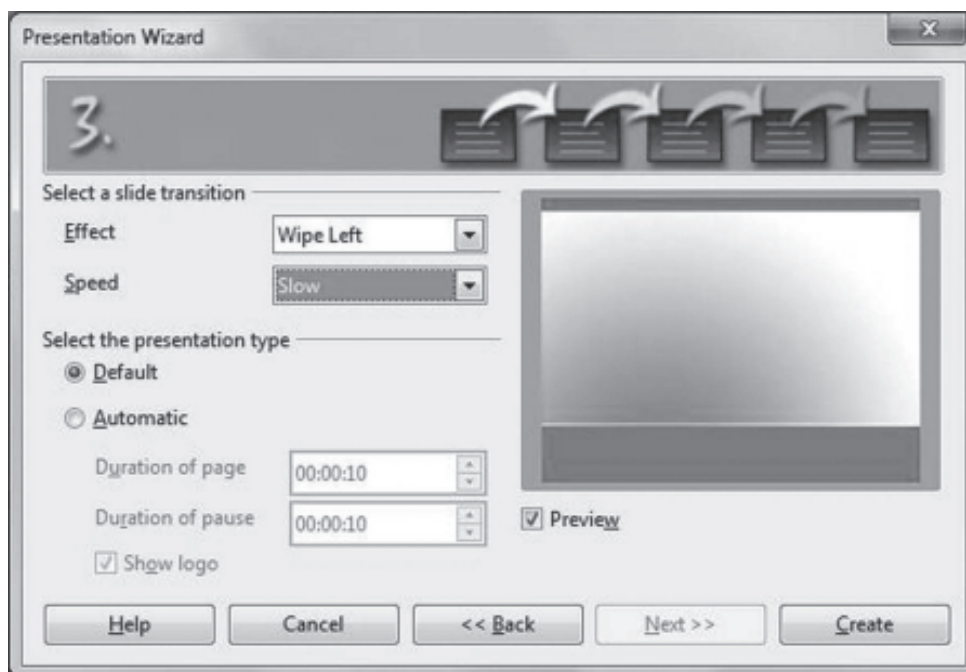 Presentation Wizard
3.
Select a slide transition
Effect Wipe Left
Speed Slow
Select the presentation type
Default
Automatic
Duration of page 00:00:10
Duration of pause 00:00:10
Preview
Show logo
Help Cancel << Back Next >> Create